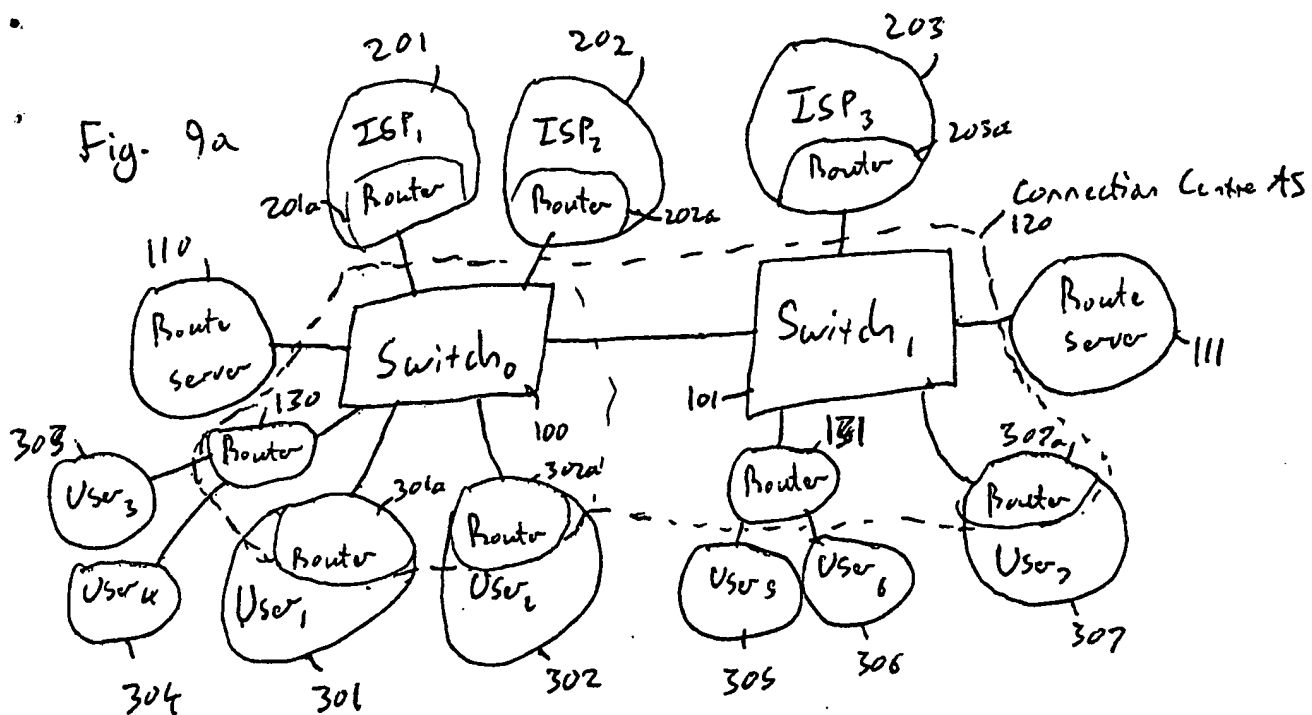 Fig. 9a
201
202
203
ISP1
ISP2
ISP3
Router
Router
Router
201a
202a
203a
Connection Centre AS
120
110
Route
server
Switch0
Switch1
Route
server
111
130
100
101
131
303
Router
User3
301a
302a
Router
307a
Router
Router
Router
User4
User1
User2
User5
User6
User7
304
301
302
305
306
307